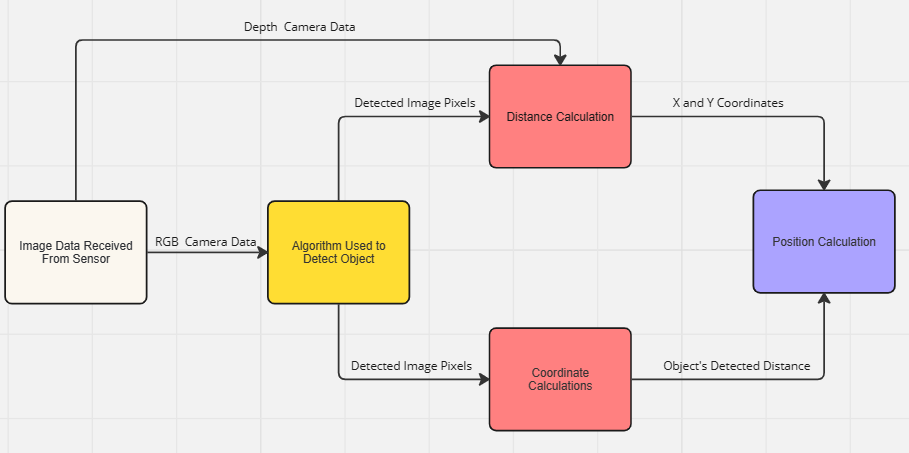 Depth  Camera Data
Detected Image Pixels
X and Y Coordinates
Distance Calculation
Image Data Received
From Sensor
RGB  Camera Data
Algorithm Used to
Detect Object
Position Calculation
Detected Image Pixels
Coordinate
Calculations
Object's Detected Distance